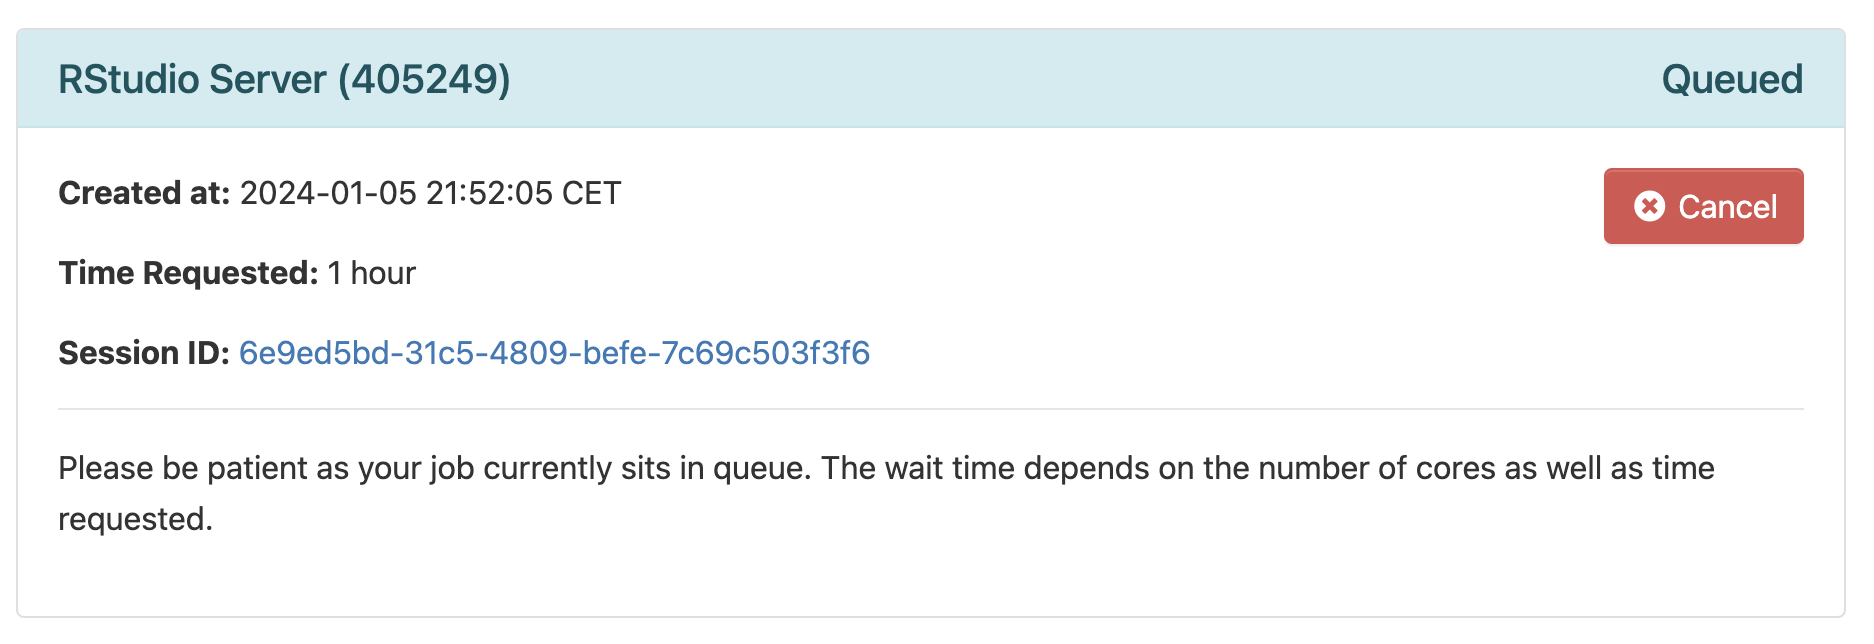 RStudio Server (405249)
Queued
Created at: 2024-01-05 21:52:05 CET
Cancel
Time Requested: 1 hour
Session ID: 6e9ed5bd-31c5-4809-befe-7c69c503f3f6
Please be patient as your job currently sits in queue. The wait time depends on the number of cores as well as time
requested.